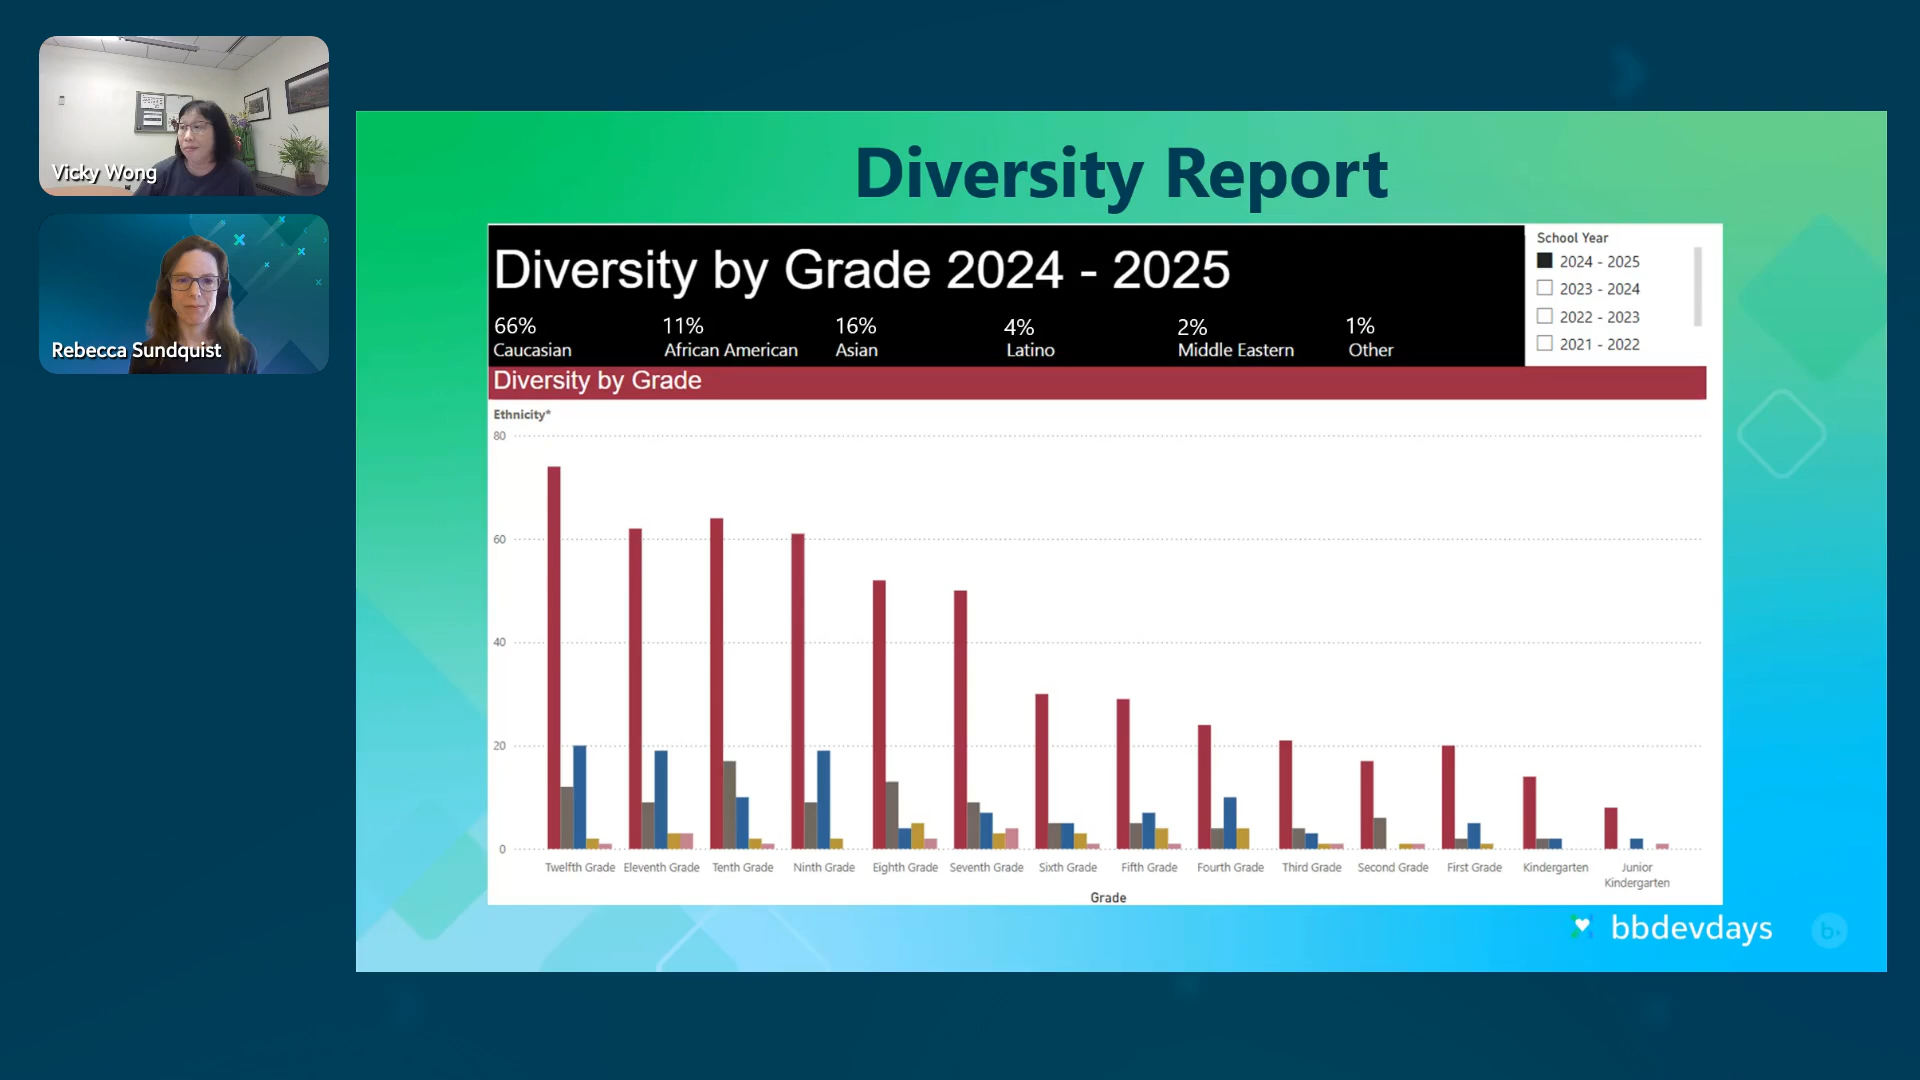 Vicky Wong
Rebecca Sundquist
Diversity Report
Diversity by Grade 2024 - 2025
66% 11% 16% 4% 2% 1%
Caucasian African American Asian Latino Middle Eastern Other
School Year
2024 - 2025
2023 - 2024
2022 - 2023
2021 - 2022
Diversity by Grade
Ethnicity*
80
60
40
20
0
Twelfth Grade Eleventh Grade Tenth Grade Ninth Grade Eighth Grade Seventh Grade Sixth Grade Fifth Grade Fourth Grade Third Grade Second Grade First Grade Kindergarten Junior
Kindergarten
Grade
bbdevdays
b